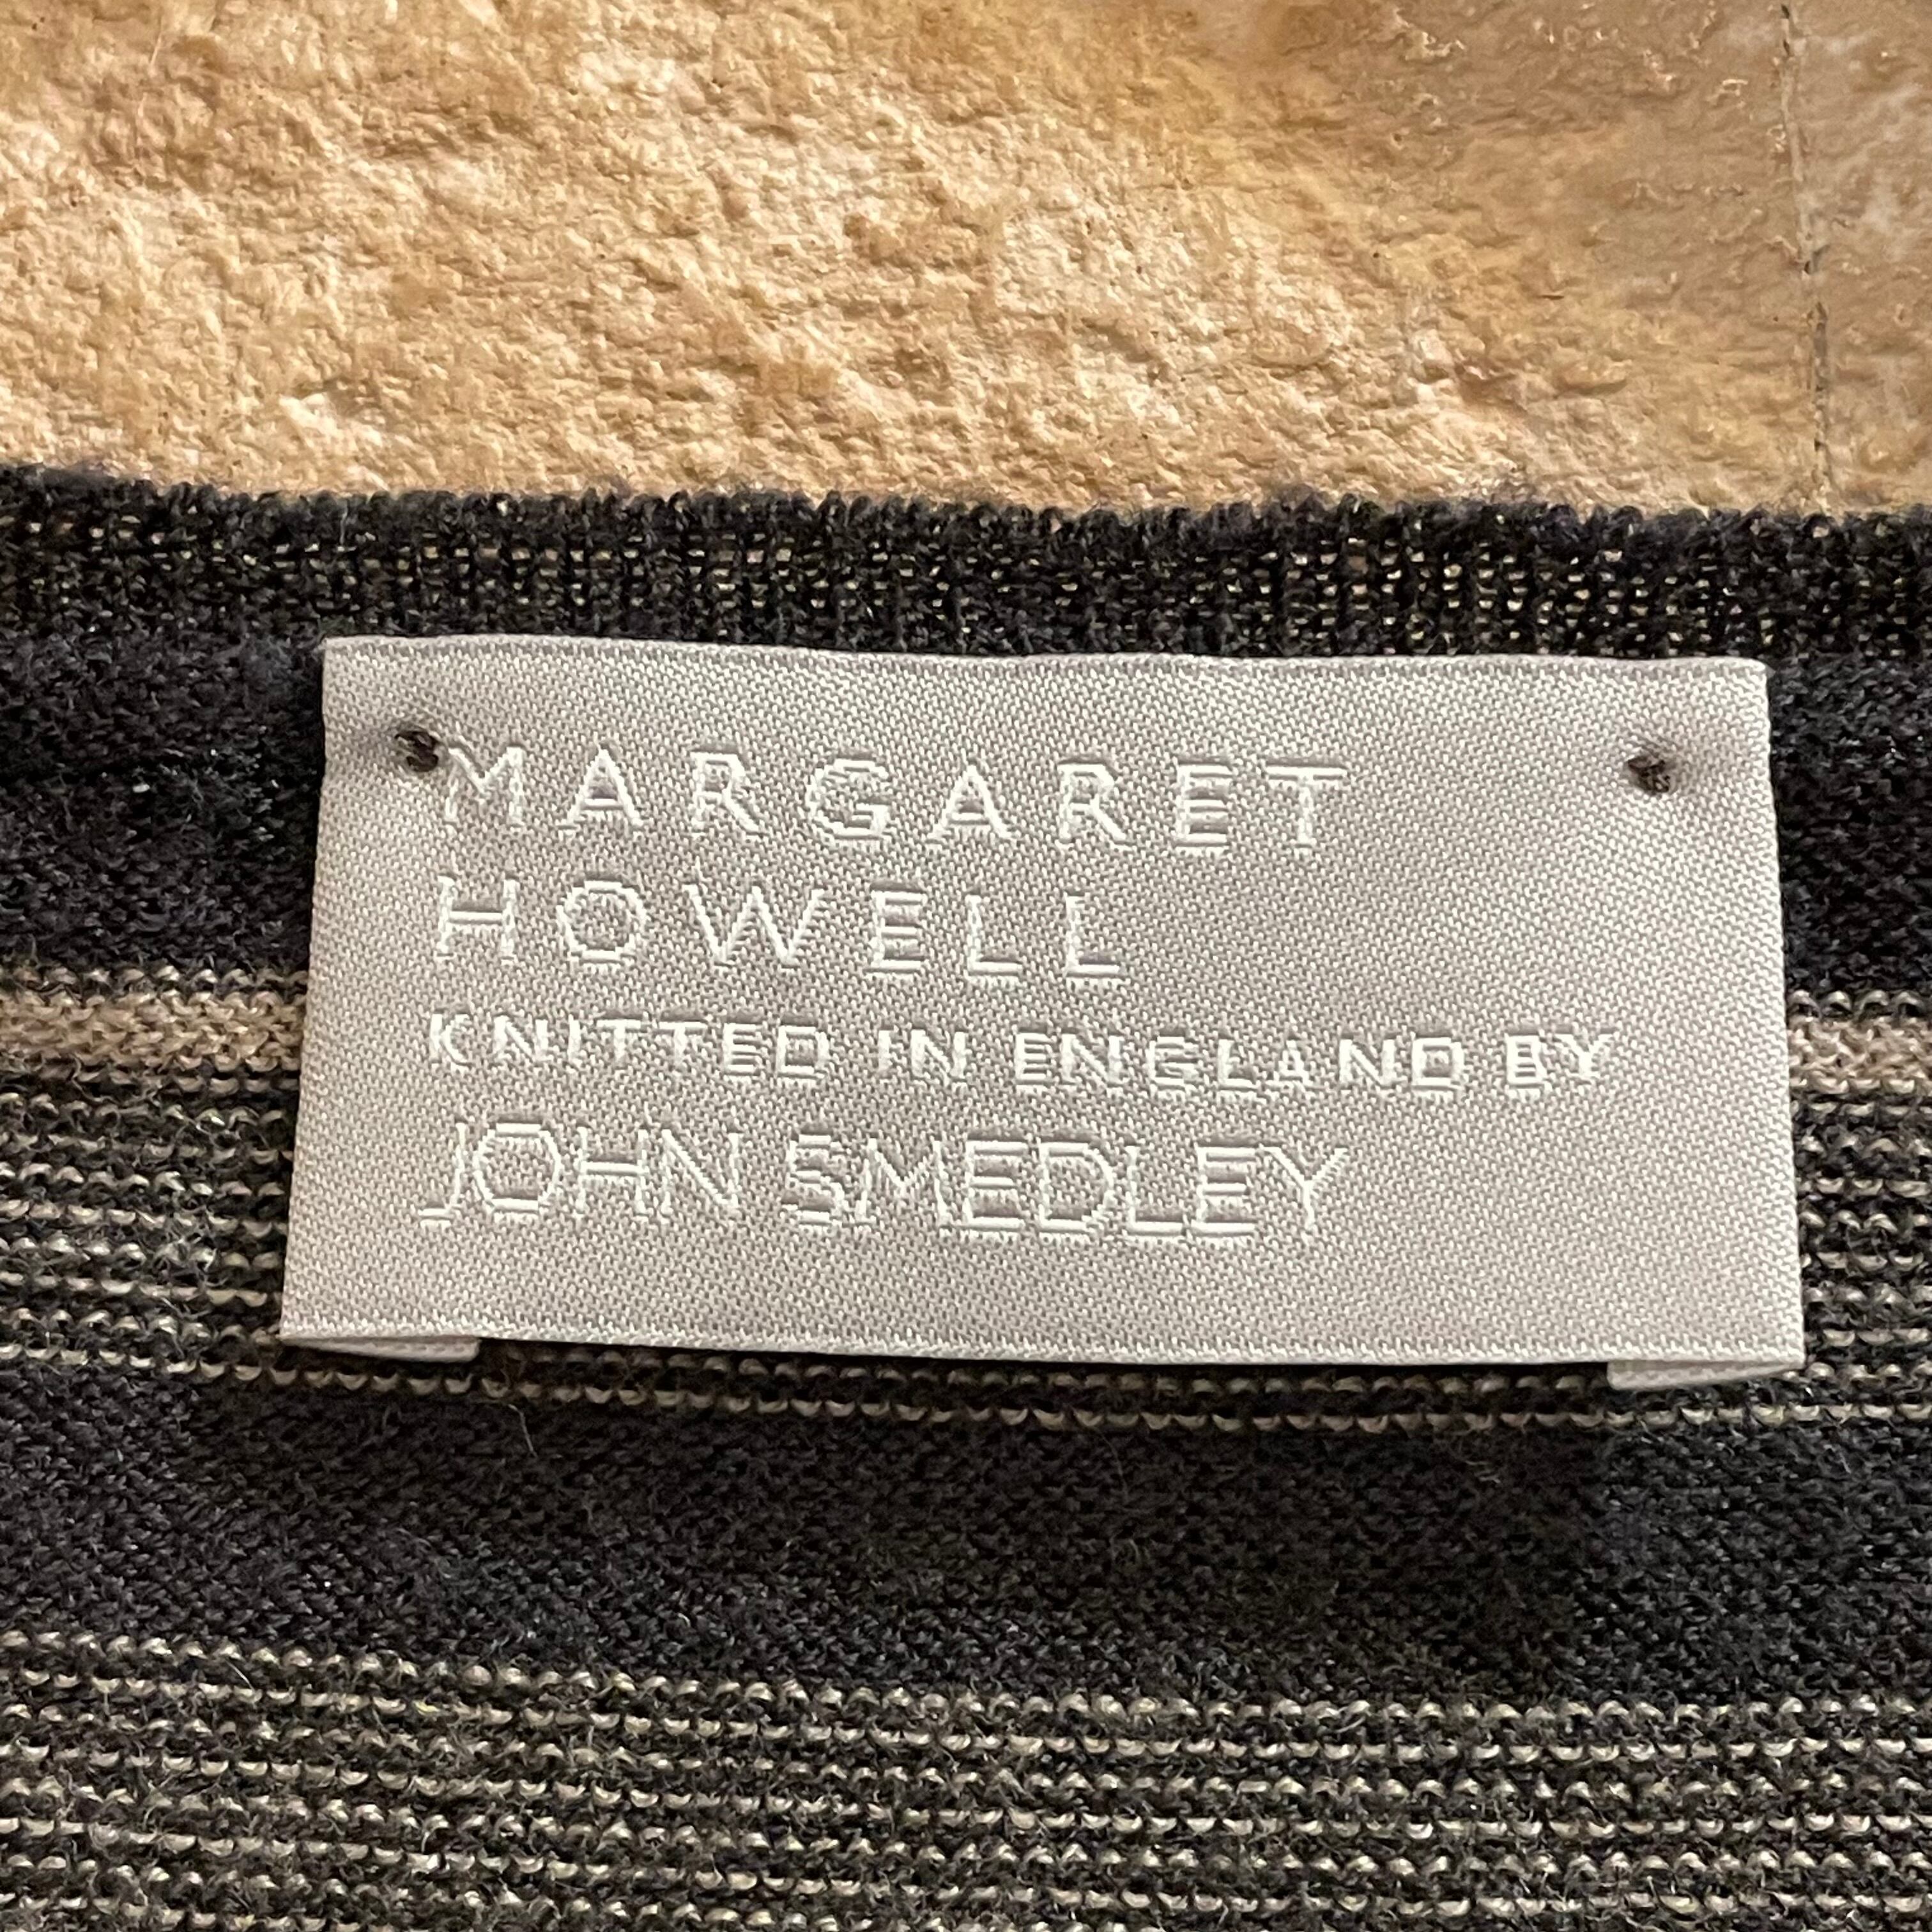 MARGARET
HOWELL
KNITTED IN ENGLAND BY
JOHN SMEDLEY